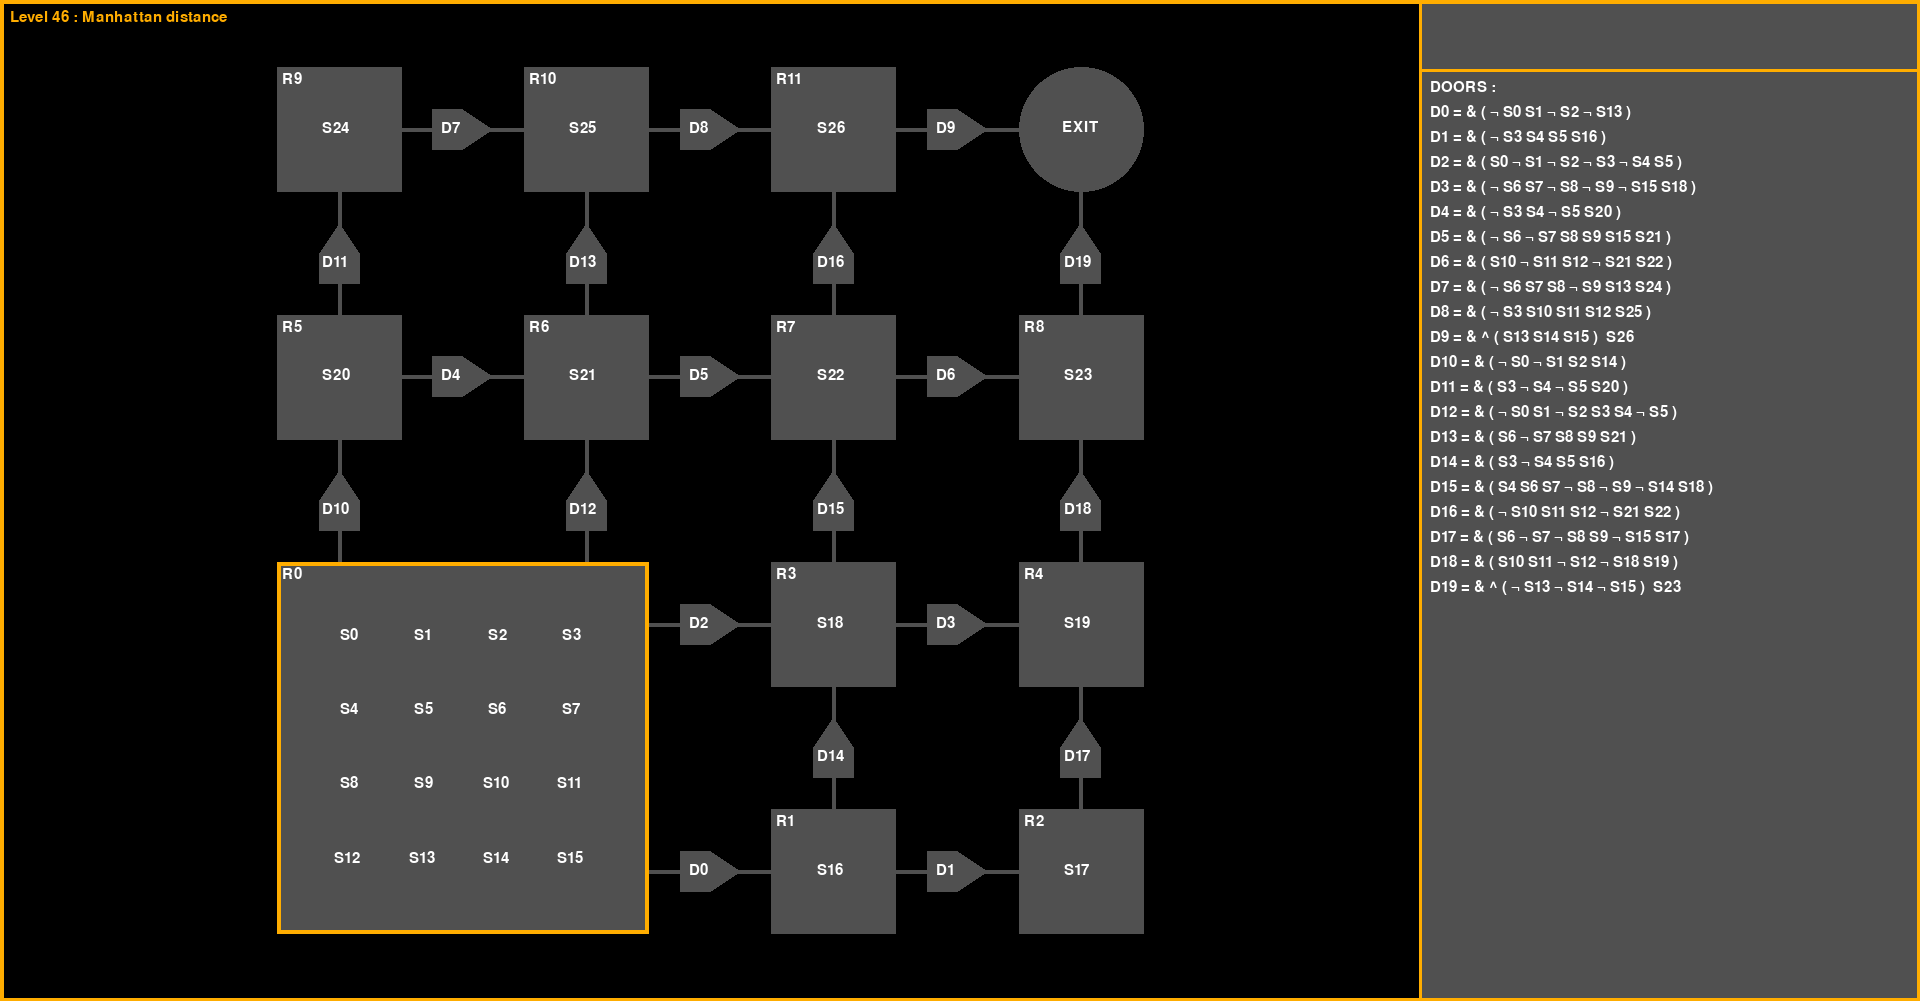 Level 46 : Manhattan distance
R9
R10
R11
S24
D7
S25
D8
S26
D9
EXIT
D11
D13
D16
D19
R5
R6
R7
R8
S20
D4
S21
D5
S22
D6
S23
D10
D12
D15
D18
R0
R3
R4
S0 S1 S2 S3
D2
S18
D3
S19
S4 S5 S6 S7
D14
D17
S8 S9 S10 S11
R1
R2
S12 S13 S14 S15
D0
S16
D1
S17
DOORS :
D0 = & ( ¬ S0 S1 ¬ S2 ¬ S13 )
D1 = & ( ¬ S3 S4 S5 S16 )
D2 = & ( S0 ¬ S1 ¬ S2 ¬ S3 ¬ S4 S5 )
D3 = & ( ¬ S6 S7 ¬ S8 ¬ S9 ¬ S15 S18 )
D4 = & ( ¬ S3 S4 ¬ S5 S20 )
D5 = & ( ¬ S6 ¬ S7 S8 S9 S15 S21 )
D6 = & ( S10 ¬ S11 S12 ¬ S21 S22 )
D7 = & ( ¬ S6 S7 S8 ¬ S9 S13 S24 )
D8 = & ( ¬ S3 S10 S11 S12 S25 )
D9 = & ^ ( S13 S14 S15 ) S26
D10 = & ( ¬ S0 ¬ S1 S2 S14 )
D11 = & ( S3 ¬ S4 ¬ S5 S20 )
D12 = & ( ¬ S0 S1 ¬ S2 S3 S4 ¬ S5 )
D13 = & ( S6 ¬ S7 S8 S9 S21 )
D14 = & ( S3 ¬ S4 S5 S16 )
D15 = & ( S4 S6 S7 ¬ S8 ¬ S9 ¬ S14 S18 )
D16 = & ( ¬ S10 S11 S12 ¬ S21 S22 )
D17 = & ( S6 ¬ S7 ¬ S8 S9 ¬ S15 S17 )
D18 = & ( S10 S11 ¬ S12 ¬ S18 S19 )
D19 = & ^ ( ¬ S13 ¬ S14 ¬ S15 ) S23